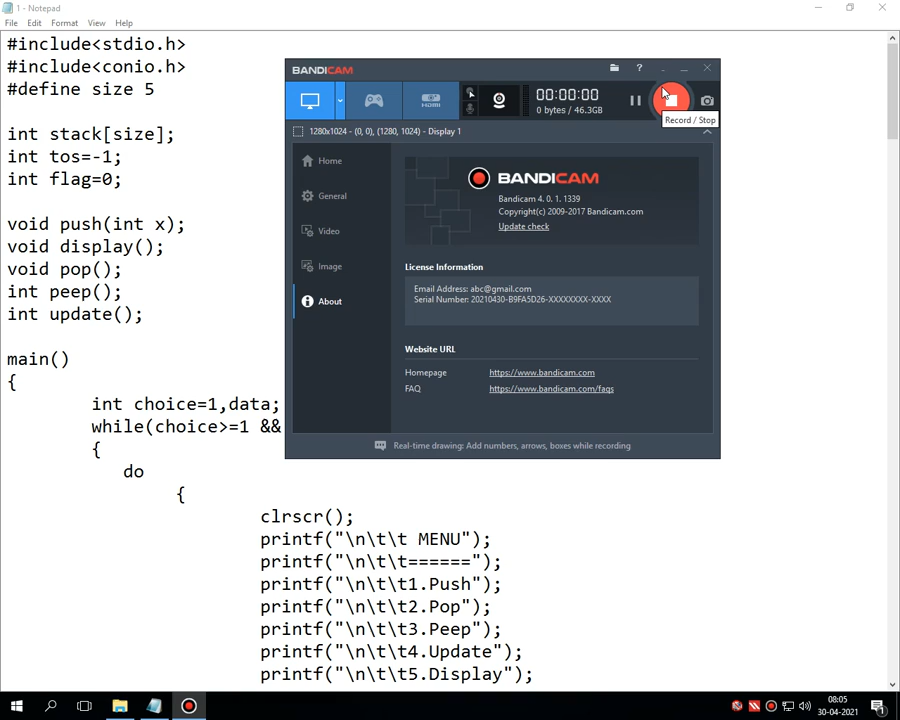 1 - Notepad
File Edit Format View Help
#include<stdio.h>
#include<conio.h>
#define size 5
int stack[size];
int tos=-1;
int flag=0;
void push(int x);
void display();
void pop();
int peep();
int update();
main()
{
int choice=1,data;
while(choice>=1 &&
{
do
{
clrscr();
printf("\n\t\t MENU");
printf("\n\t\t======");
printf("\n\t\t1.Push");
printf("\n\t\t2.Pop");
printf("\n\t\t3.Peep");
printf("\n\t\t4.Update");
printf("\n\t\t5.Display");
BANDICAM
HDMI
00:00:00
0 bytes / 46.3GB
Record / Stop
1280x1024 - (0, 0), (1280, 1024) - Display 1
Home
General
Video
Image
About
BANDICAM
Bandicam 4. 0. 1. 1339
Copyright(c) 2009-2017 Bandicam.com
Update check
License Information
Email Address: abc@gmail.com
Serial Number: 20210430-B9FA5D26-XXXXXXXX-XXXX
Website URL
Homepage https://www.bandicam.com
FAQ https://www.bandicam.com/faqs
Real-time drawing: Add numbers, arrows, boxes while recording
08:05
30-04-2021
1